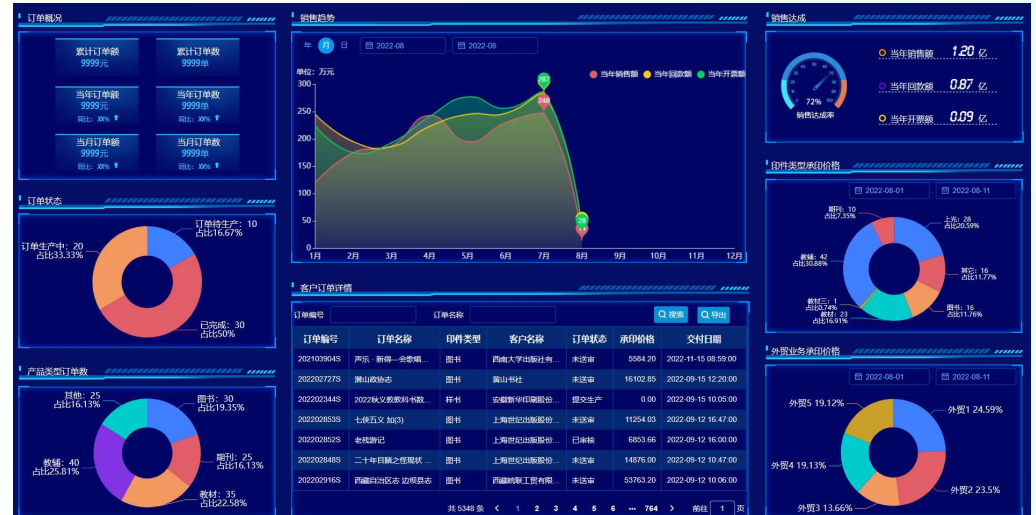 订单概况
累计订单额
9999元
累计订单数
9999单
当年订单额
9999元
同比：XX%
当年订单数
9999单
同比：XX%
当月订单额
9999元
同比：XX%
当月订单数
9999单
同比：XX%
订单状态
订单待生产：10
占比16.67%
订单生产中：20
占比33.33%
已完成：30
占比50%
产品类型订单数
其他：25
占比16.13%
图书：30
占比19.35%
期刊：25
占比16.13%
教辅：40
占比25.81%
教材：35
占比22.58%
销售趋势
年 月 日 2022-08 2022-08
单位：万元
当年销售额 当年回款额 当年开票额
300
250
200
150
100
50
0
287
248
28
1月 2月 3月 4月 5月 6月 7月 8月 9月 10月 11月 12月
客户订单详情
订单编号 订单名称 搜索 导出
订单编号 订单名称 印件类型 客户名称 订单状态 承印价格 交付日期
202103904S 声乐·新得—会歌唱... 图书 西南大学出版社有... 未送审 5584.20 2022-11-15 08:59:00
202202727S 潜山政协志 图书 黄山书社 未送审 16102.85 2022-09-15 12:20:00
202202344S 2022秋义教教科书数... 样书 安徽新华印刷股份... 提交生产 0.00 2022-09-15 10:05:00
202202853S 七侠五义 加(3) 图书 上海世纪出版股份... 未送审 11254.03 2022-09-12 16:47:00
202202852S 老残游记 图书 上海世纪出版股份... 已审核 6853.66 2022-09-12 16:00:00
202202848S 二十年目睹之怪现状 ... 图书 上海世纪出版股份... 未送审 14876.00 2022-09-12 10:47:00
202202916S 西藏自治区志 边坝县志 图书 西藏 联工贸有限... 未送审 53763.20 2022-09-12 10:06:00
共 5348 条 1 2 3 4 5 6 ... 764 前往 1 页
销售达成
72%
销售达成率
当年销售额 1.20 亿
当年回款额 0.87 亿
当年开票额 0.09 亿
印件类型承印价格
2022-08-01 2022-08-11
期刊：10
占比7.35%
上光：28
占比20.59%
教辅：42
占比30.88%
其它：16
占比11.77%
教材三：1
占比0.74%
图书：16
占比11.76%
教材：23
占比16.91%
外贸业务承印价格
2022-08-01 2022-08-11
外贸5 19.12%
外贸1 24.59%
外贸4 19.13%
外贸2 23.5%
外贸3 13.66%